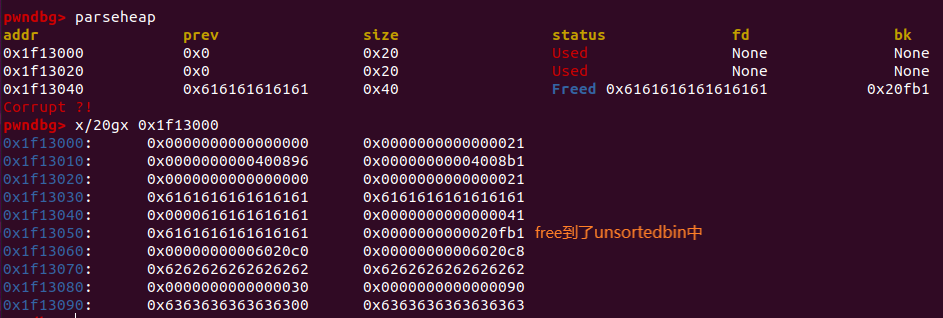 pwndbg> parseheap
addr prev size status fd bk
0x1f13000 0x0 0x20 Used None None
0x1f13020 0x0 0x20 Used None None
0x1f13040 0x616161616161 0x40 Freed 0x6161616161616161 0x20fb1
Corrupt ?!
pwndbg> x/20gx 0x1f13000
0x1f13000: 0x0000000000000000 0x0000000000000021
0x1f13010: 0x0000000000400896 0x00000000004008b1
0x1f13020: 0x0000000000000000 0x0000000000000021
0x1f13030: 0x6161616161616161 0x6161616161616161
0x1f13040: 0x0000616161616161 0x0000000000000041
0x1f13050: 0x6161616161616161 0x0000000000020fb1 free到了unsortedbin中
0x1f13060: 0x00000000006020c0 0x00000000006020c8
0x1f13070: 0x6262626262626262 0x6262626262626262
0x1f13080: 0x0000000000000030 0x0000000000000090
0x1f13090: 0x6363636363636300 0x6363636363636363